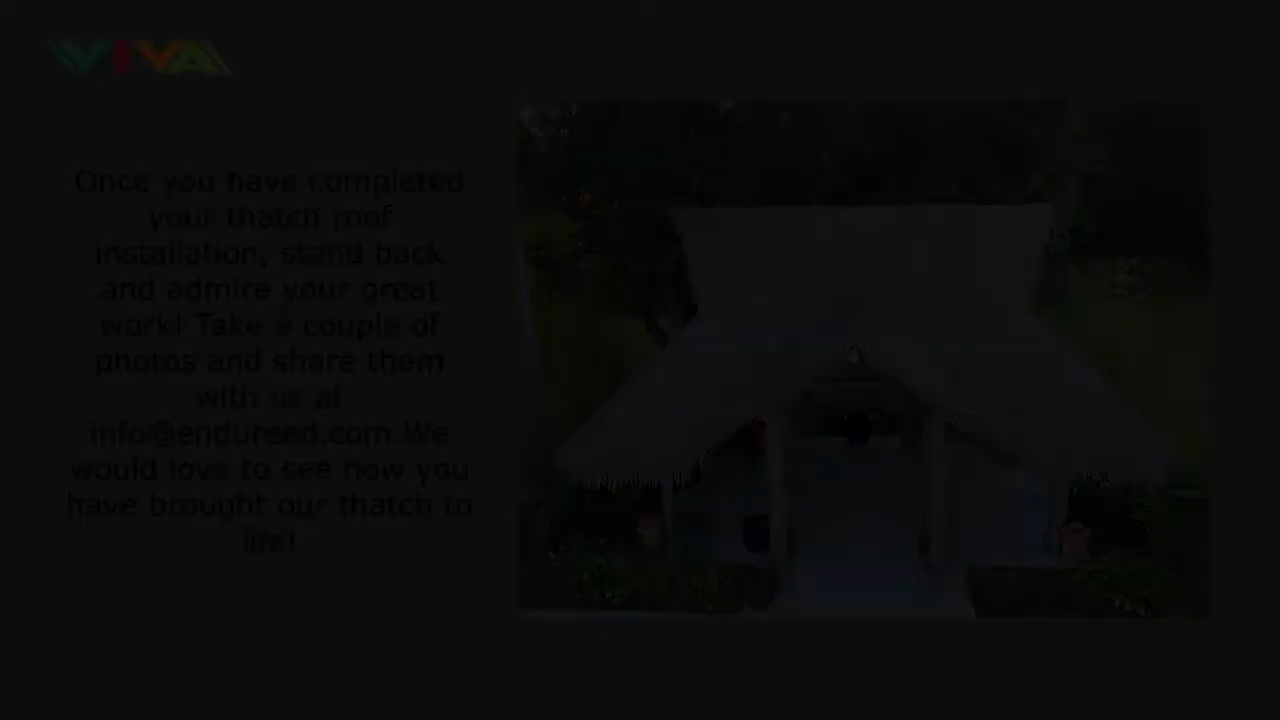 VIVA
Once you have completed
your thatch roof
installation, stand back
and admire your great
work! Take a couple of
photos and share them
with us at
info@endureed.com.We
would love to see how you
have brought our thatch to
life!